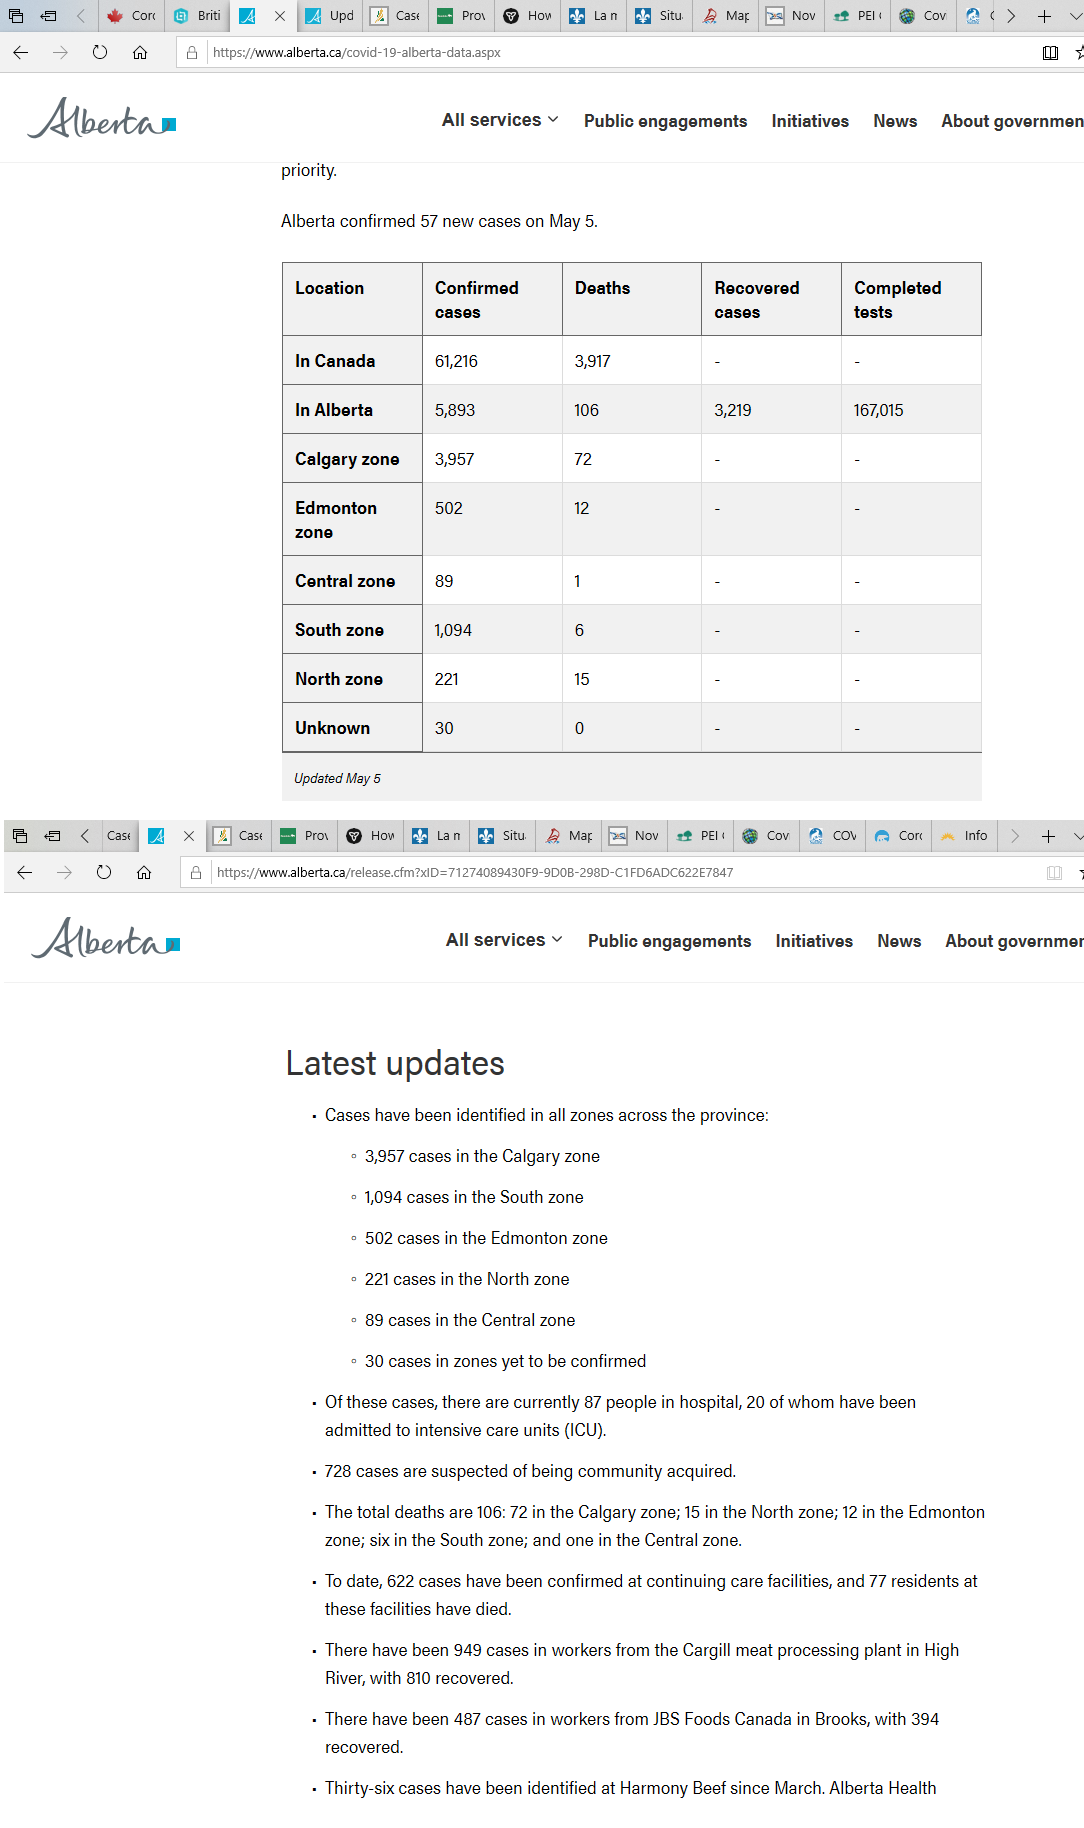 Corc
Briti
Upd
Case
Prov
How
La n
Situ
Map
Nov
PEI
Cov
https://www.alberta.ca/covid-19-alberta-data.aspx
Alberta
All services
Public engagements
Initiatives
News
About governmen
priority.
Alberta confirmed 57 new cases on May 5.
Location Confirmed cases Deaths Recovered cases Completed tests
In Canada 61,216 3,917 - -
In Alberta 5,893 106 3,219 167,015
Calgary zone 3,957 72 - -
Edmonton zone 502 12 - -
Central zone 89 1 - -
South zone 1,094 6 - -
North zone 221 15 - -
Unknown 30 0 - -
Updated May 5
Case
Case
Prov
How
La n
Situ
Map
Nov
PEI
Cov
COV
Corc
Info
https://www.alberta.ca/release.cfm?xID=71274089430F9-9D0B-298D-C1FD6ADC622E7847
Alberta
All services
Public engagements
Initiatives
News
About governmen
Latest updates
▪ Cases have been identified in all zones across the province:
▫ 3,957 cases in the Calgary zone
▫ 1,094 cases in the South zone
▫ 502 cases in the Edmonton zone
▫ 221 cases in the North zone
▫ 89 cases in the Central zone
▫ 30 cases in zones yet to be confirmed
▪ Of these cases, there are currently 87 people in hospital, 20 of whom have been
admitted to intensive care units (ICU).
▪ 728 cases are suspected of being community acquired.
▪ The total deaths are 106: 72 in the Calgary zone; 15 in the North zone; 12 in the Edmonton
zone; six in the South zone; and one in the Central zone.
▪ To date, 622 cases have been confirmed at continuing care facilities, and 77 residents at
these facilities have died.
▪ There have been 949 cases in workers from the Cargill meat processing plant in High
River, with 810 recovered.
▪ There have been 487 cases in workers from JBS Foods Canada in Brooks, with 394
recovered.
▪ Thirty-six cases have been identified at Harmony Beef since March. Alberta Health